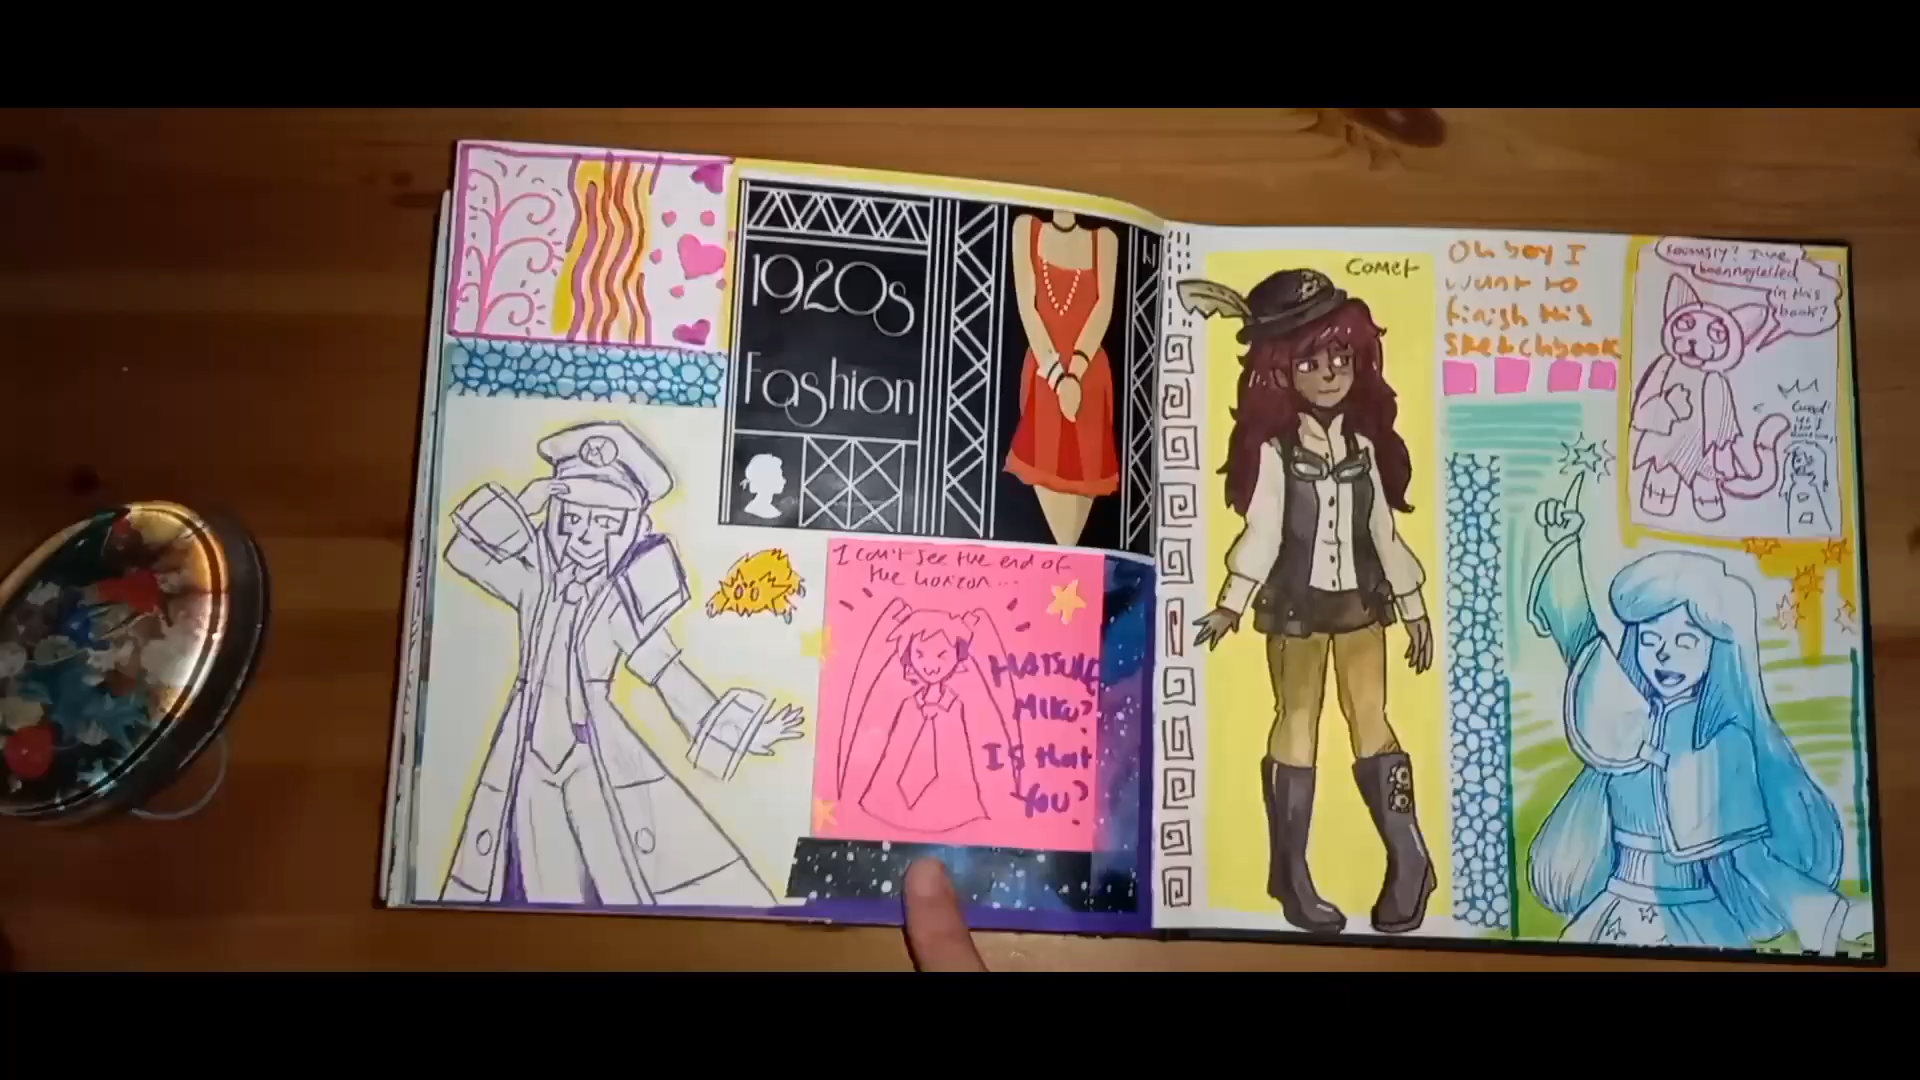 1920s
Fashion
I can't see the end of
the horizon...
HATSUNE
MIKU?
IS that
You?
Comet
Oh boy I
want to
finish this
sketchbook
in this
book?